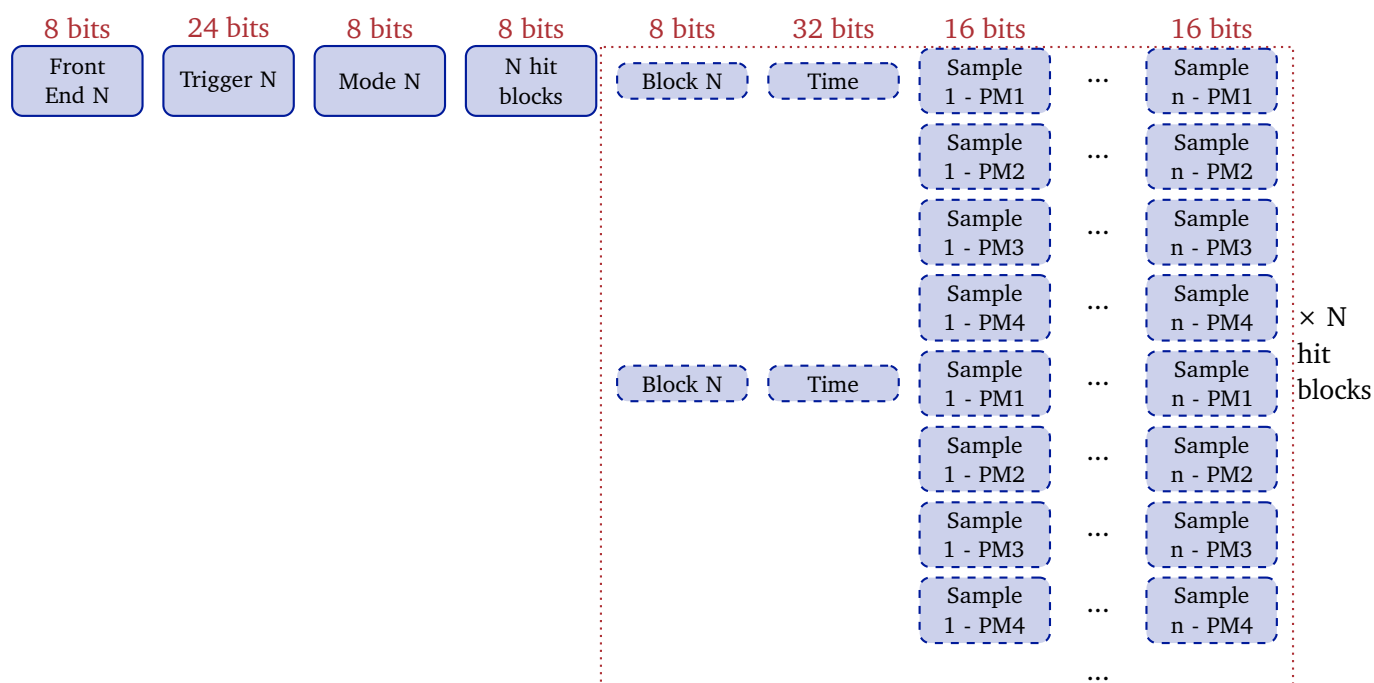 8 bits 24 bits 8 bits 8 bits 8 bits 32 bits 16 bits 16 bits
Front
End N
Trigger N
Mode N
N hit
blocks
Block N
Time
Sample
1 - PM1
...
Sample
n - PM1
Sample
1 - PM2
...
Sample
n - PM2
Sample
1 - PM3
...
Sample
n - PM3
Sample
1 - PM4
...
Sample
n - PM4
× N
hit
blocks
Block N
Time
Sample
1 - PM1
...
Sample
n - PM1
Sample
1 - PM2
...
Sample
n - PM2
Sample
1 - PM3
...
Sample
n - PM3
Sample
1 - PM4
...
Sample
n - PM4
...